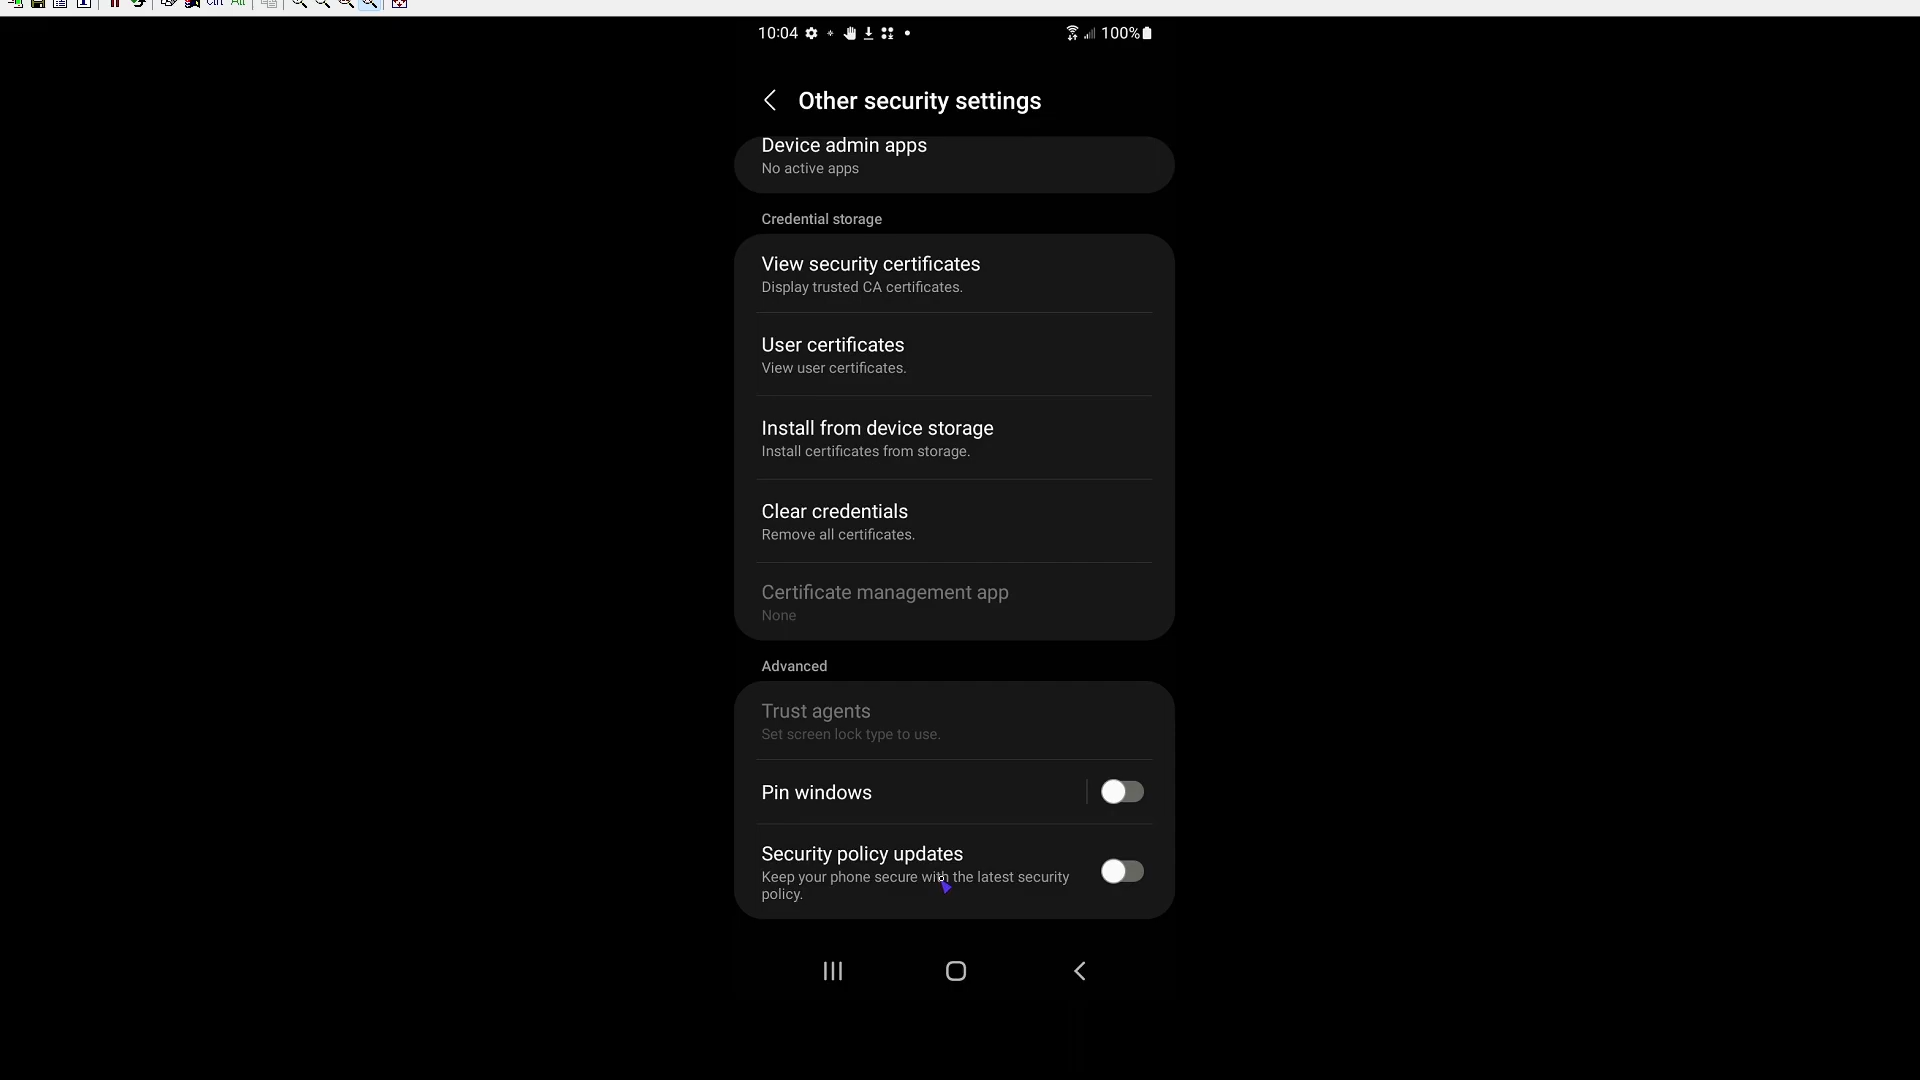 Ctrl Alt
10:04
100%
Other security settings
Device admin apps
No active apps
Credential storage
View security certificates
Display trusted CA certificates.
User certificates
View user certificates.
Install from device storage
Install certificates from storage.
Clear credentials
Remove all certificates.
Certificate management app
None
Advanced
Trust agents
Set screen lock type to use.
Pin windows
Security policy updates
Keep your phone secure with the latest security
policy.